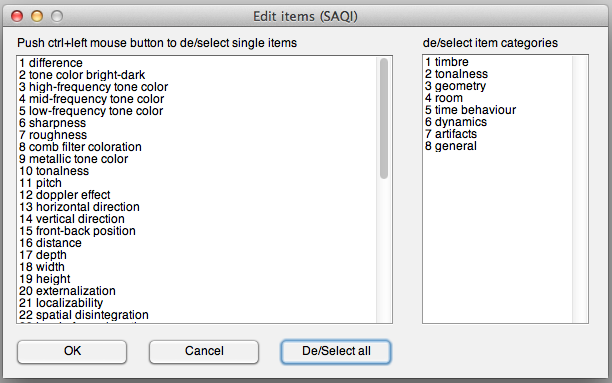 Edit items (SAQI)
Push ctrl+left mouse button to de/select single items
1 difference
2 tone color bright-dark
3 high-frequency tone color
4 mid-frequency tone color
5 low-frequency tone color
6 sharpness
7 roughness
8 comb filter coloration
9 metallic tone color
10 tonalness
11 pitch
12 doppler effect
13 horizontal direction
14 vertical direction
15 front-back position
16 distance
17 depth
18 width
19 height
20 externalization
21 localizability
22 spatial disintegration
de/select item categories
1 timbre
2 tonalness
3 geometry
4 room
5 time behaviour
6 dynamics
7 artifacts
8 general
OK
Cancel
De/Select all